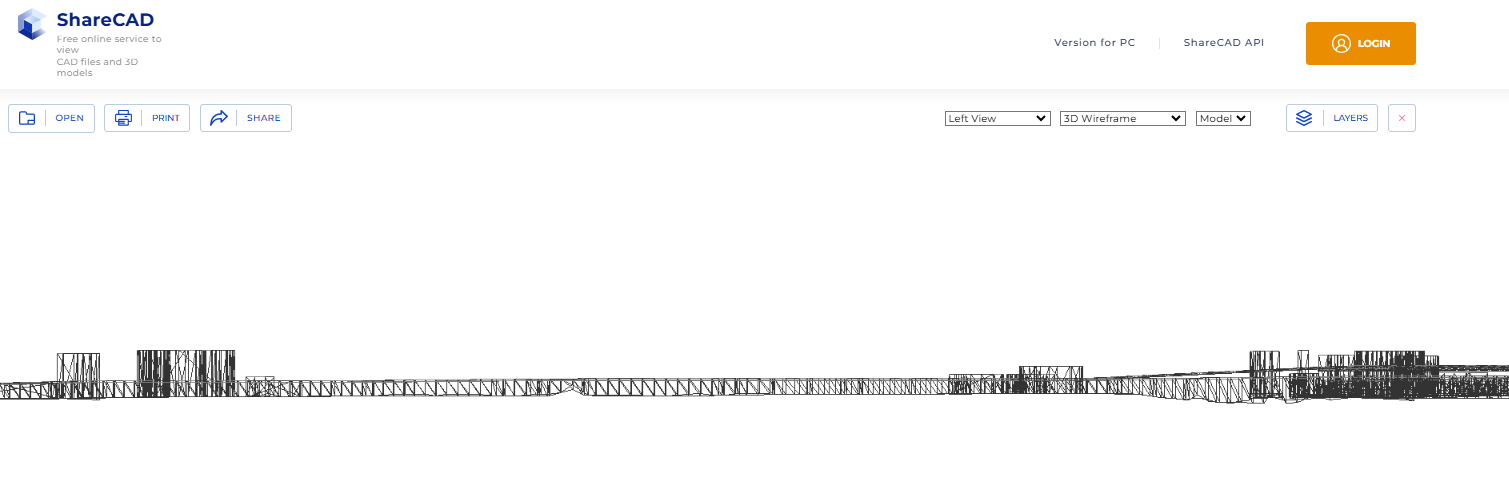 ShareCAD
Free online service to
view
CAD files and 3D
models
Version for PC
ShareCAD API
LOGIN
OPEN
PRINT
SHARE
Left View
3D Wireframe
Model
LAYERS